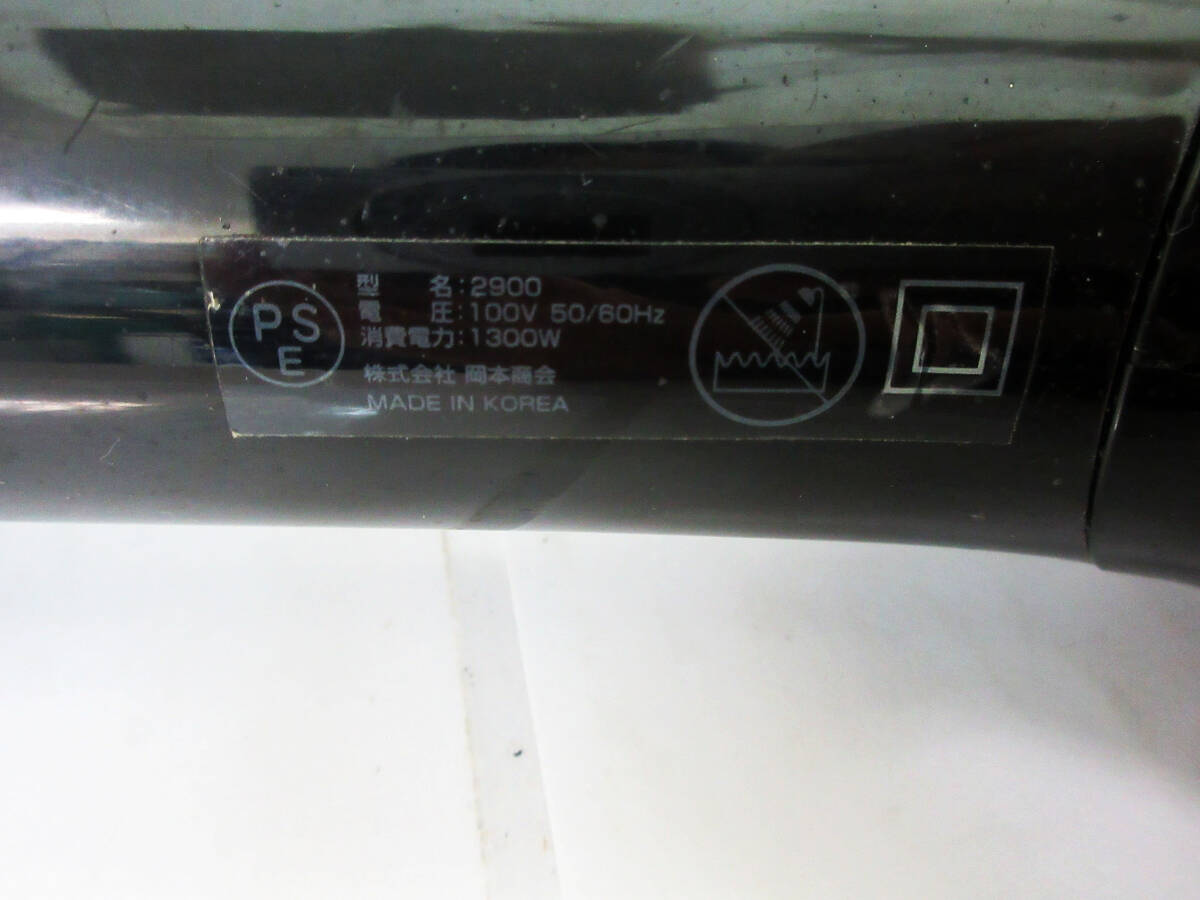 PS
E
型　名：2900
電　圧：100V 50/60Hz
消費電力：1300W
株式会社 岡本商会
MADE IN KOREA